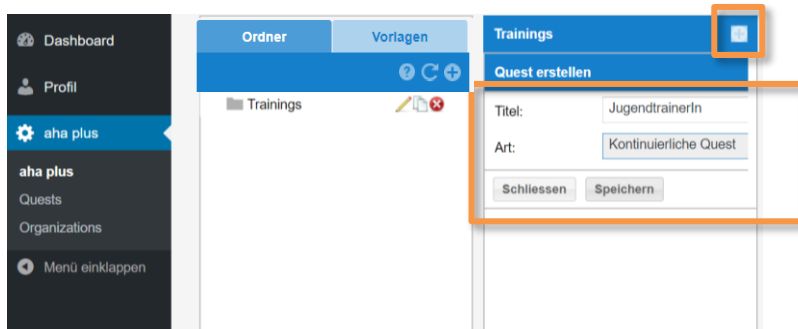 Dashboard
Profil
aha plus
aha plus
Quests
Organizations
Menü einklappen
Ordner
Vorlagen
Trainings
Trainings
Quest erstellen
Titel: JugendtrainerIn
Art: Kontinuierliche Quest
Schliessen Speichern